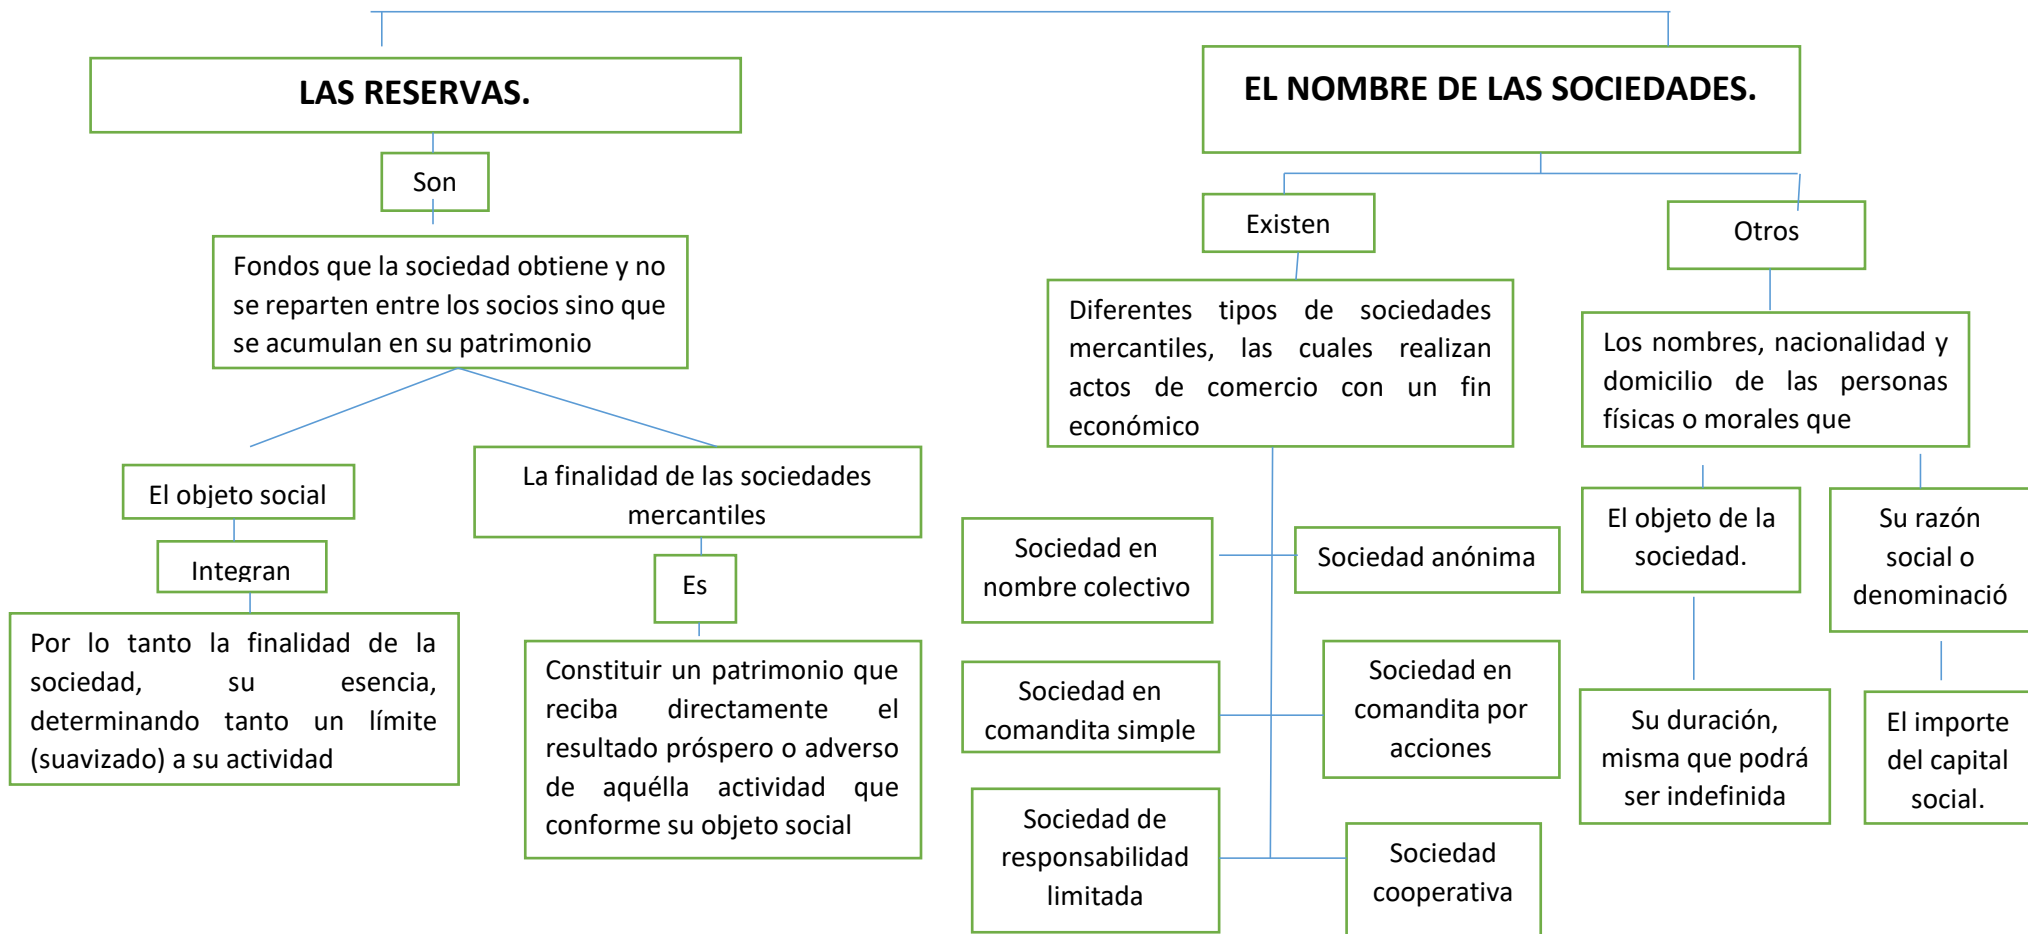 LAS RESERVAS.
Son
Fondos que la sociedad obtiene y no
se reparten entre los socios sino que
se acumulan en su patrimonio
El objeto social
Integran
Por lo tanto la finalidad de la
sociedad, su esencia,
determinando tanto un límite
(suavizado) a su actividad
La finalidad de las sociedades
mercantiles
Es
Constituir un patrimonio que
reciba directamente el
resultado próspero o adverso
de aquélla actividad que
conforme su objeto social
EL NOMBRE DE LAS SOCIEDADES.
Existen
Diferentes tipos de sociedades
mercantiles, las cuales realizan
actos de comercio con un fin
económico
Sociedad en
nombre colectivo
Sociedad anónima
Sociedad en
comandita simple
Sociedad en
comandita por
acciones
Sociedad de
responsabilidad
limitada
Sociedad
cooperativa
Otros
Los nombres, nacionalidad y
domicilio de las personas
físicas o morales que
El objeto de la
sociedad.
Su duración,
misma que podrá
ser indefinida
Su razón
social o
denominació
El importe
del capital
social.